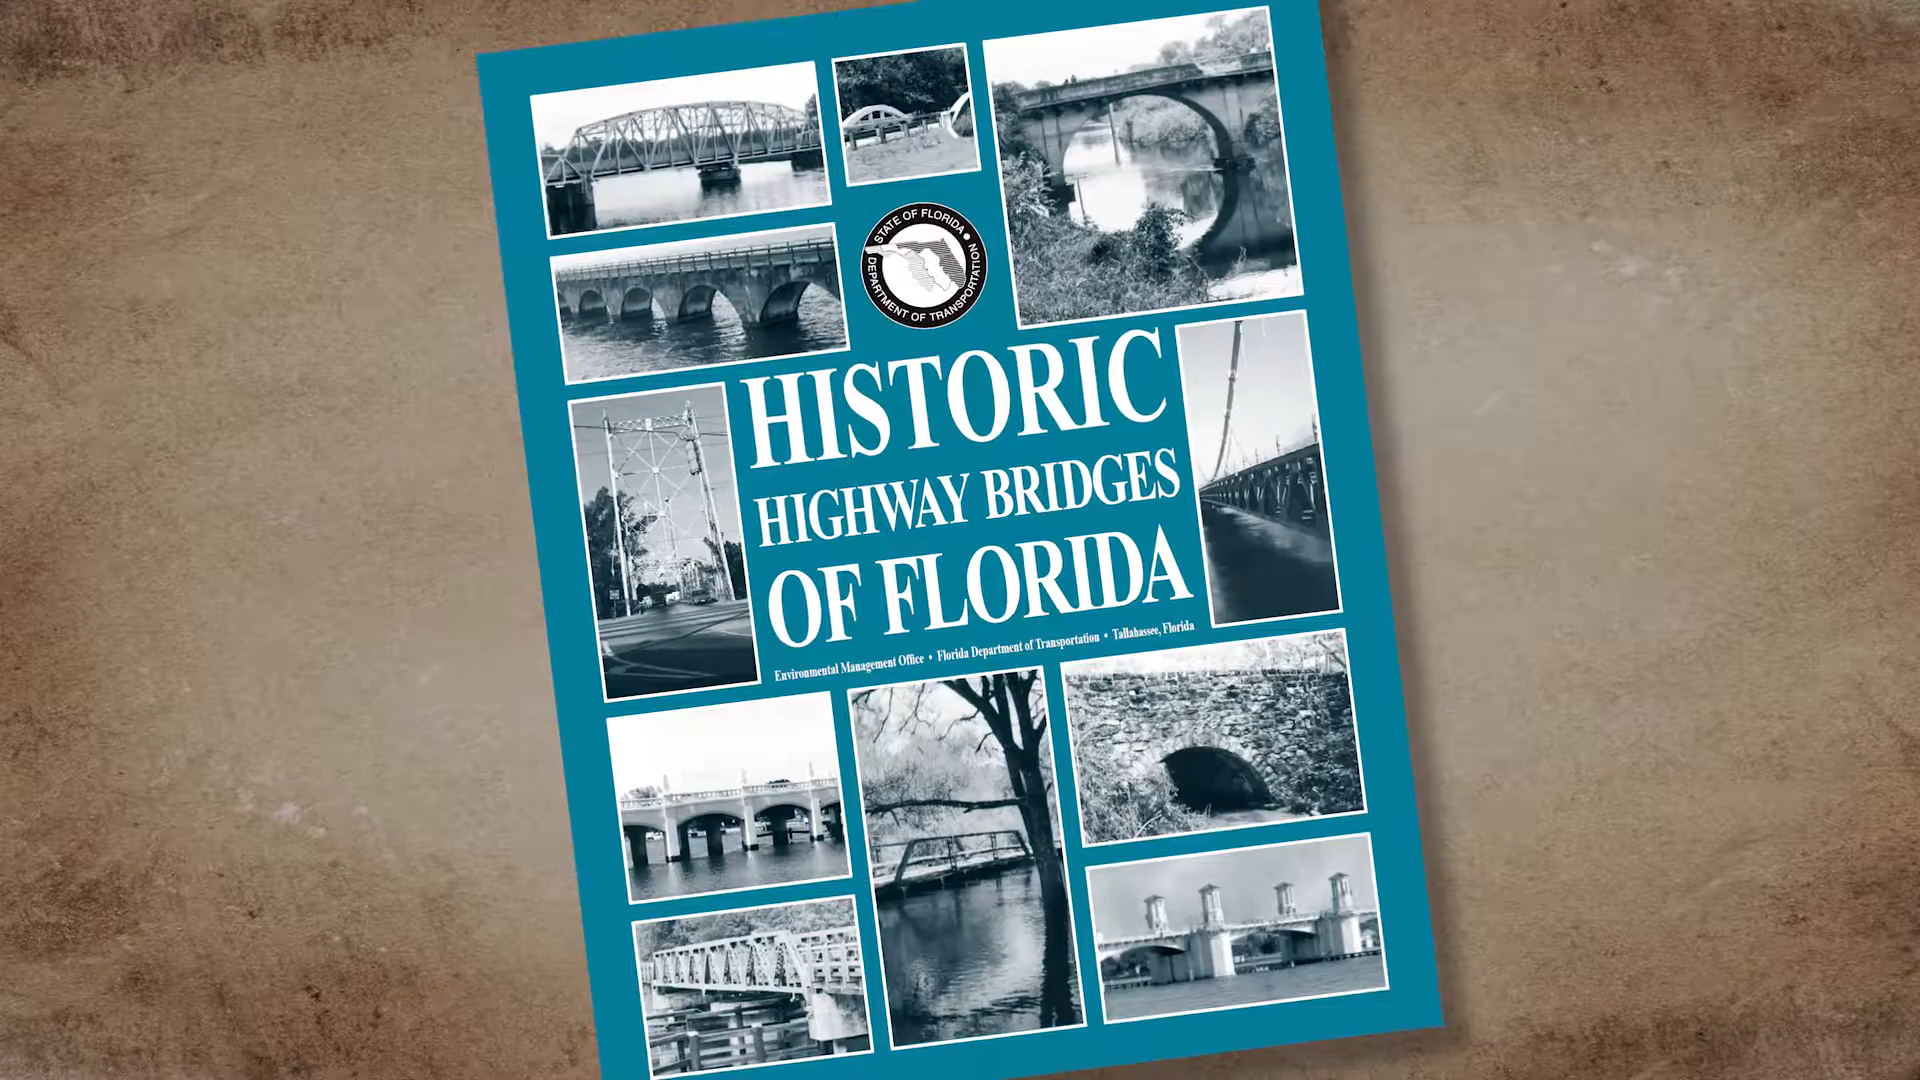 STATE OF FLORIDA
DEPARTMENT OF TRANSPORTATION
HISTORIC
HIGHWAY BRIDGES
OF FLORIDA
Environmental Management Office • Florida Department of Transportation • Tallahassee, Florida